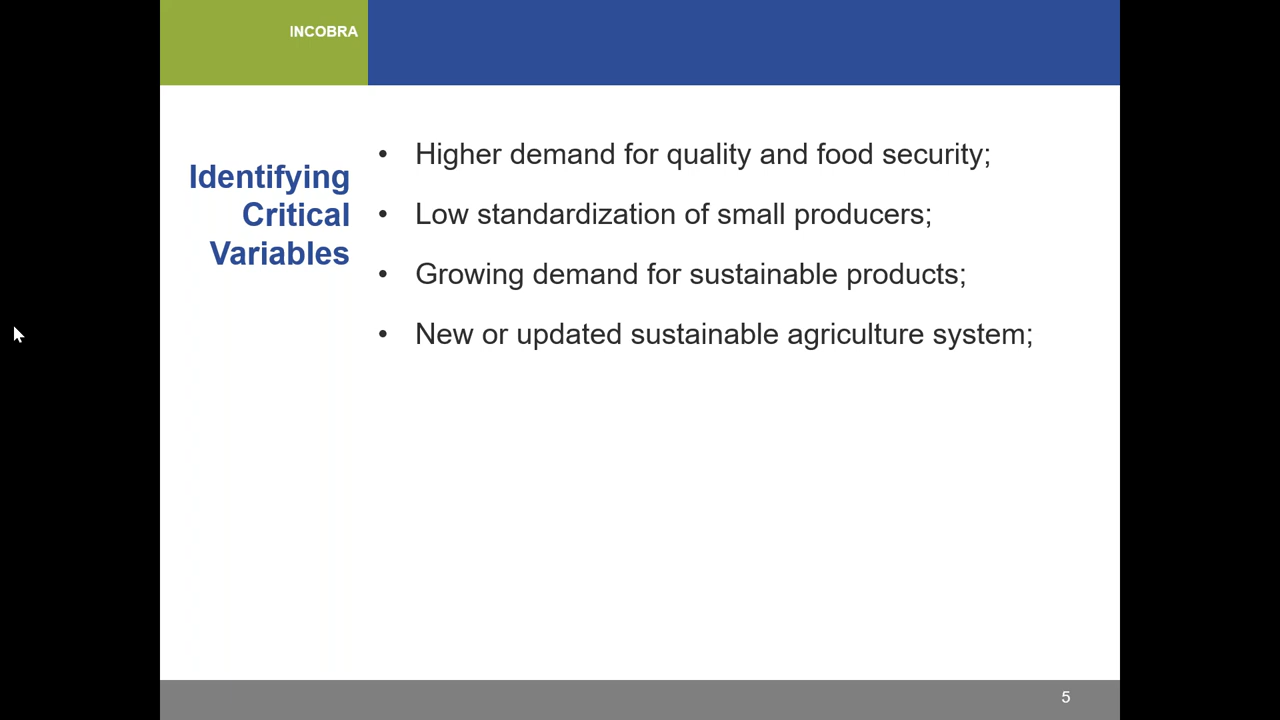 INCOBRA
Identifying
Critical
Variables
• Higher demand for quality and food security;
• Low standardization of small producers;
• Growing demand for sustainable products;
• New or updated sustainable agriculture system;
5